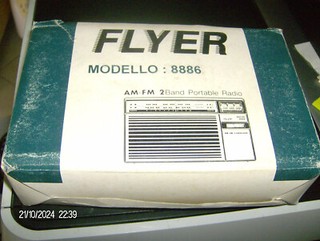 FLYER
MODELLO : 8886
AM-FM 2Band Portable Radio
21/10/2024 22:39